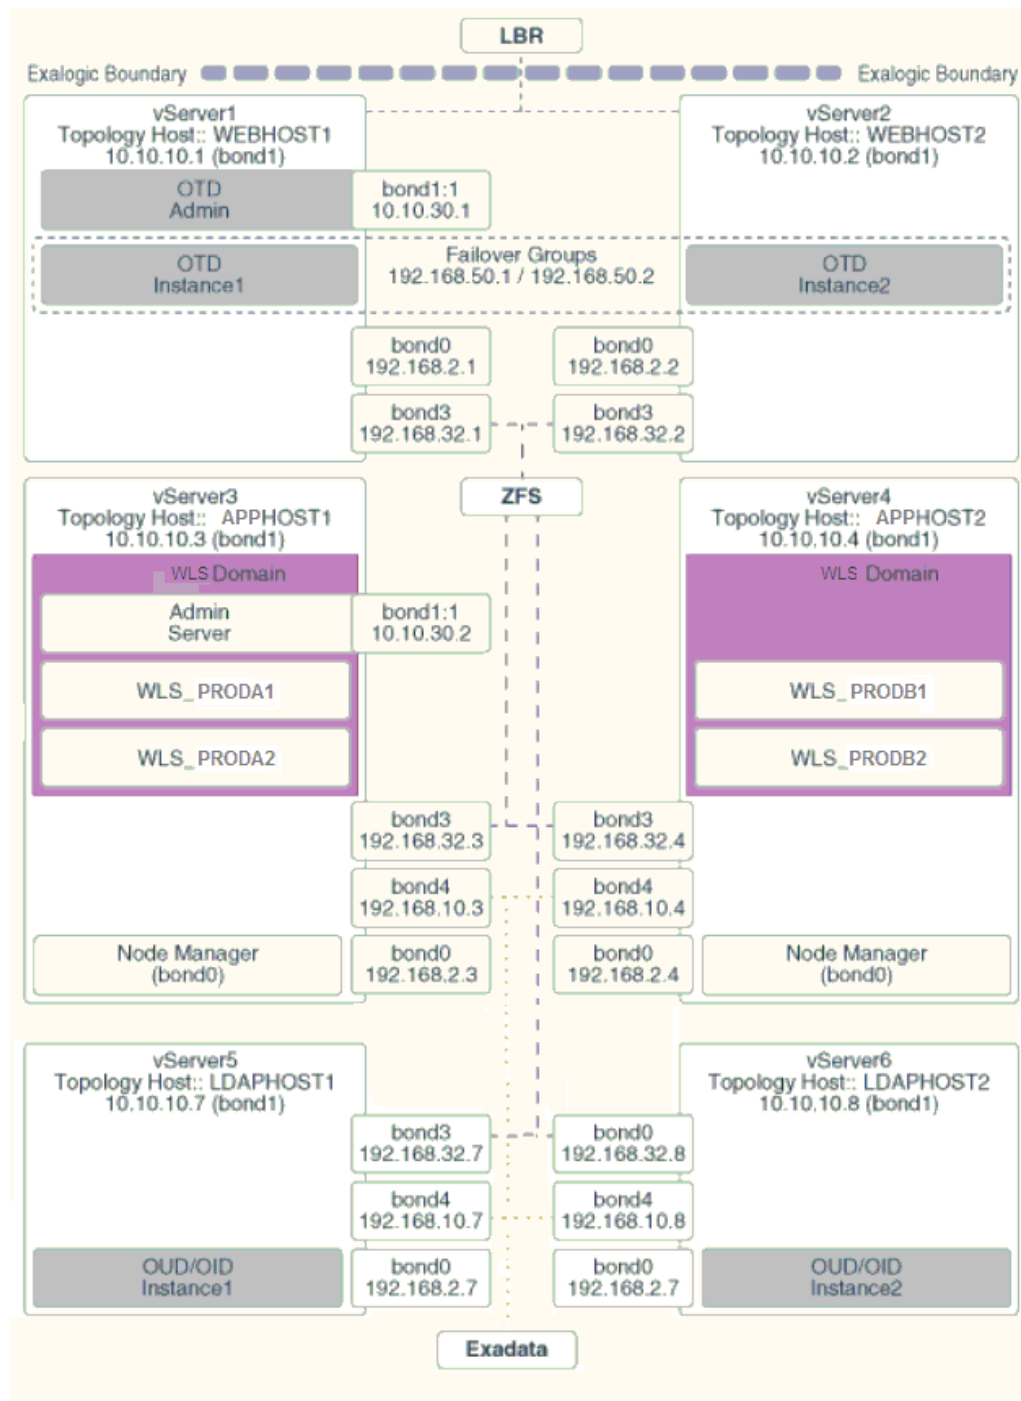 LBR
Exalogic Boundary
Exalogic Boundary
vServer1
Topology Host:: WEBHOST1
10.10.10.1 (bond1)
vServer2
Topology Host:: WEBHOST2
10.10.10.2 (bond1)
OTD
Admin
bond1:1
10.10.30.1
OTD
Instance1
Failover Groups
192.168.50.1 / 192.168.50.2
OTD
Instance2
bond0
192.168.2.1
bond0
192.168.2.2
bond3
192.168.32.1
bond3
192.168.32.2
ZFS
vServer3
Topology Host:: APPHOST1
10.10.10.3 (bond1)
vServer4
Topology Host:: APPHOST2
10.10.10.4 (bond1)
WLS Domain
WLS Domain
Admin
Server
bond1:1
10.10.30.2
WLS_PRODA1
WLS_PRODB1
WLS_PRODA2
WLS_PRODB2
bond3
192.168.32.3
bond3
192.168.32.4
bond4
192.168.10.3
bond4
192.168.10.4
Node Manager
(bond0)
bond0
192.168.2.3
bond0
192.168.2.4
Node Manager
(bond0)
vServer5
Topology Host:: LDAPHOST1
10.10.10.7 (bond1)
vServer6
Topology Host:: LDAPHOST2
10.10.10.8 (bond1)
bond3
192.168.32.7
bond0
192.168.32.8
bond4
192.168.10.7
bond4
192.168.10.8
OUD/OID
Instance1
bond0
192.168.2.7
bond0
192.168.2.7
OUD/OID
Instance2
Exadata